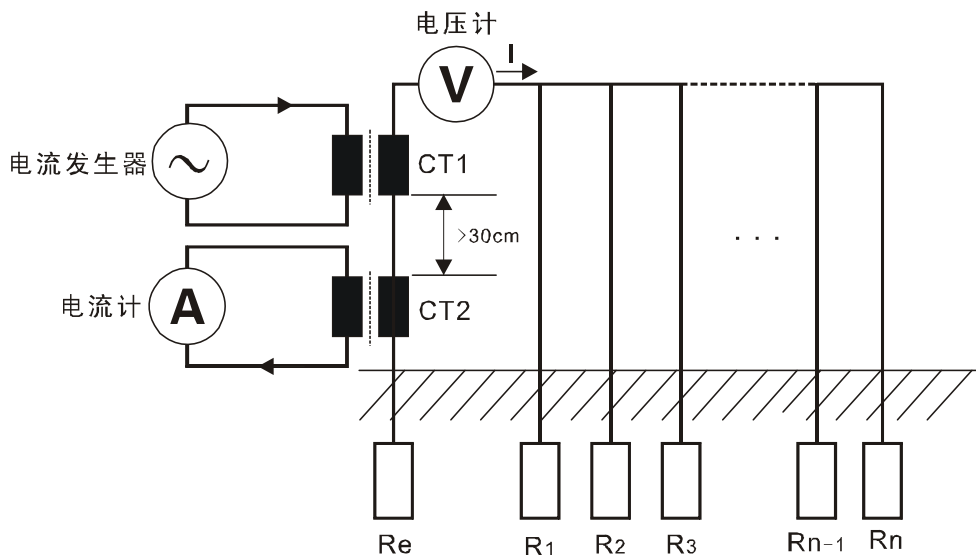 电压计
I
V
电流发生器
CT1
>30cm
. . .
电流计
A
CT2
Re
R1
R2
R3
Rn-1
Rn